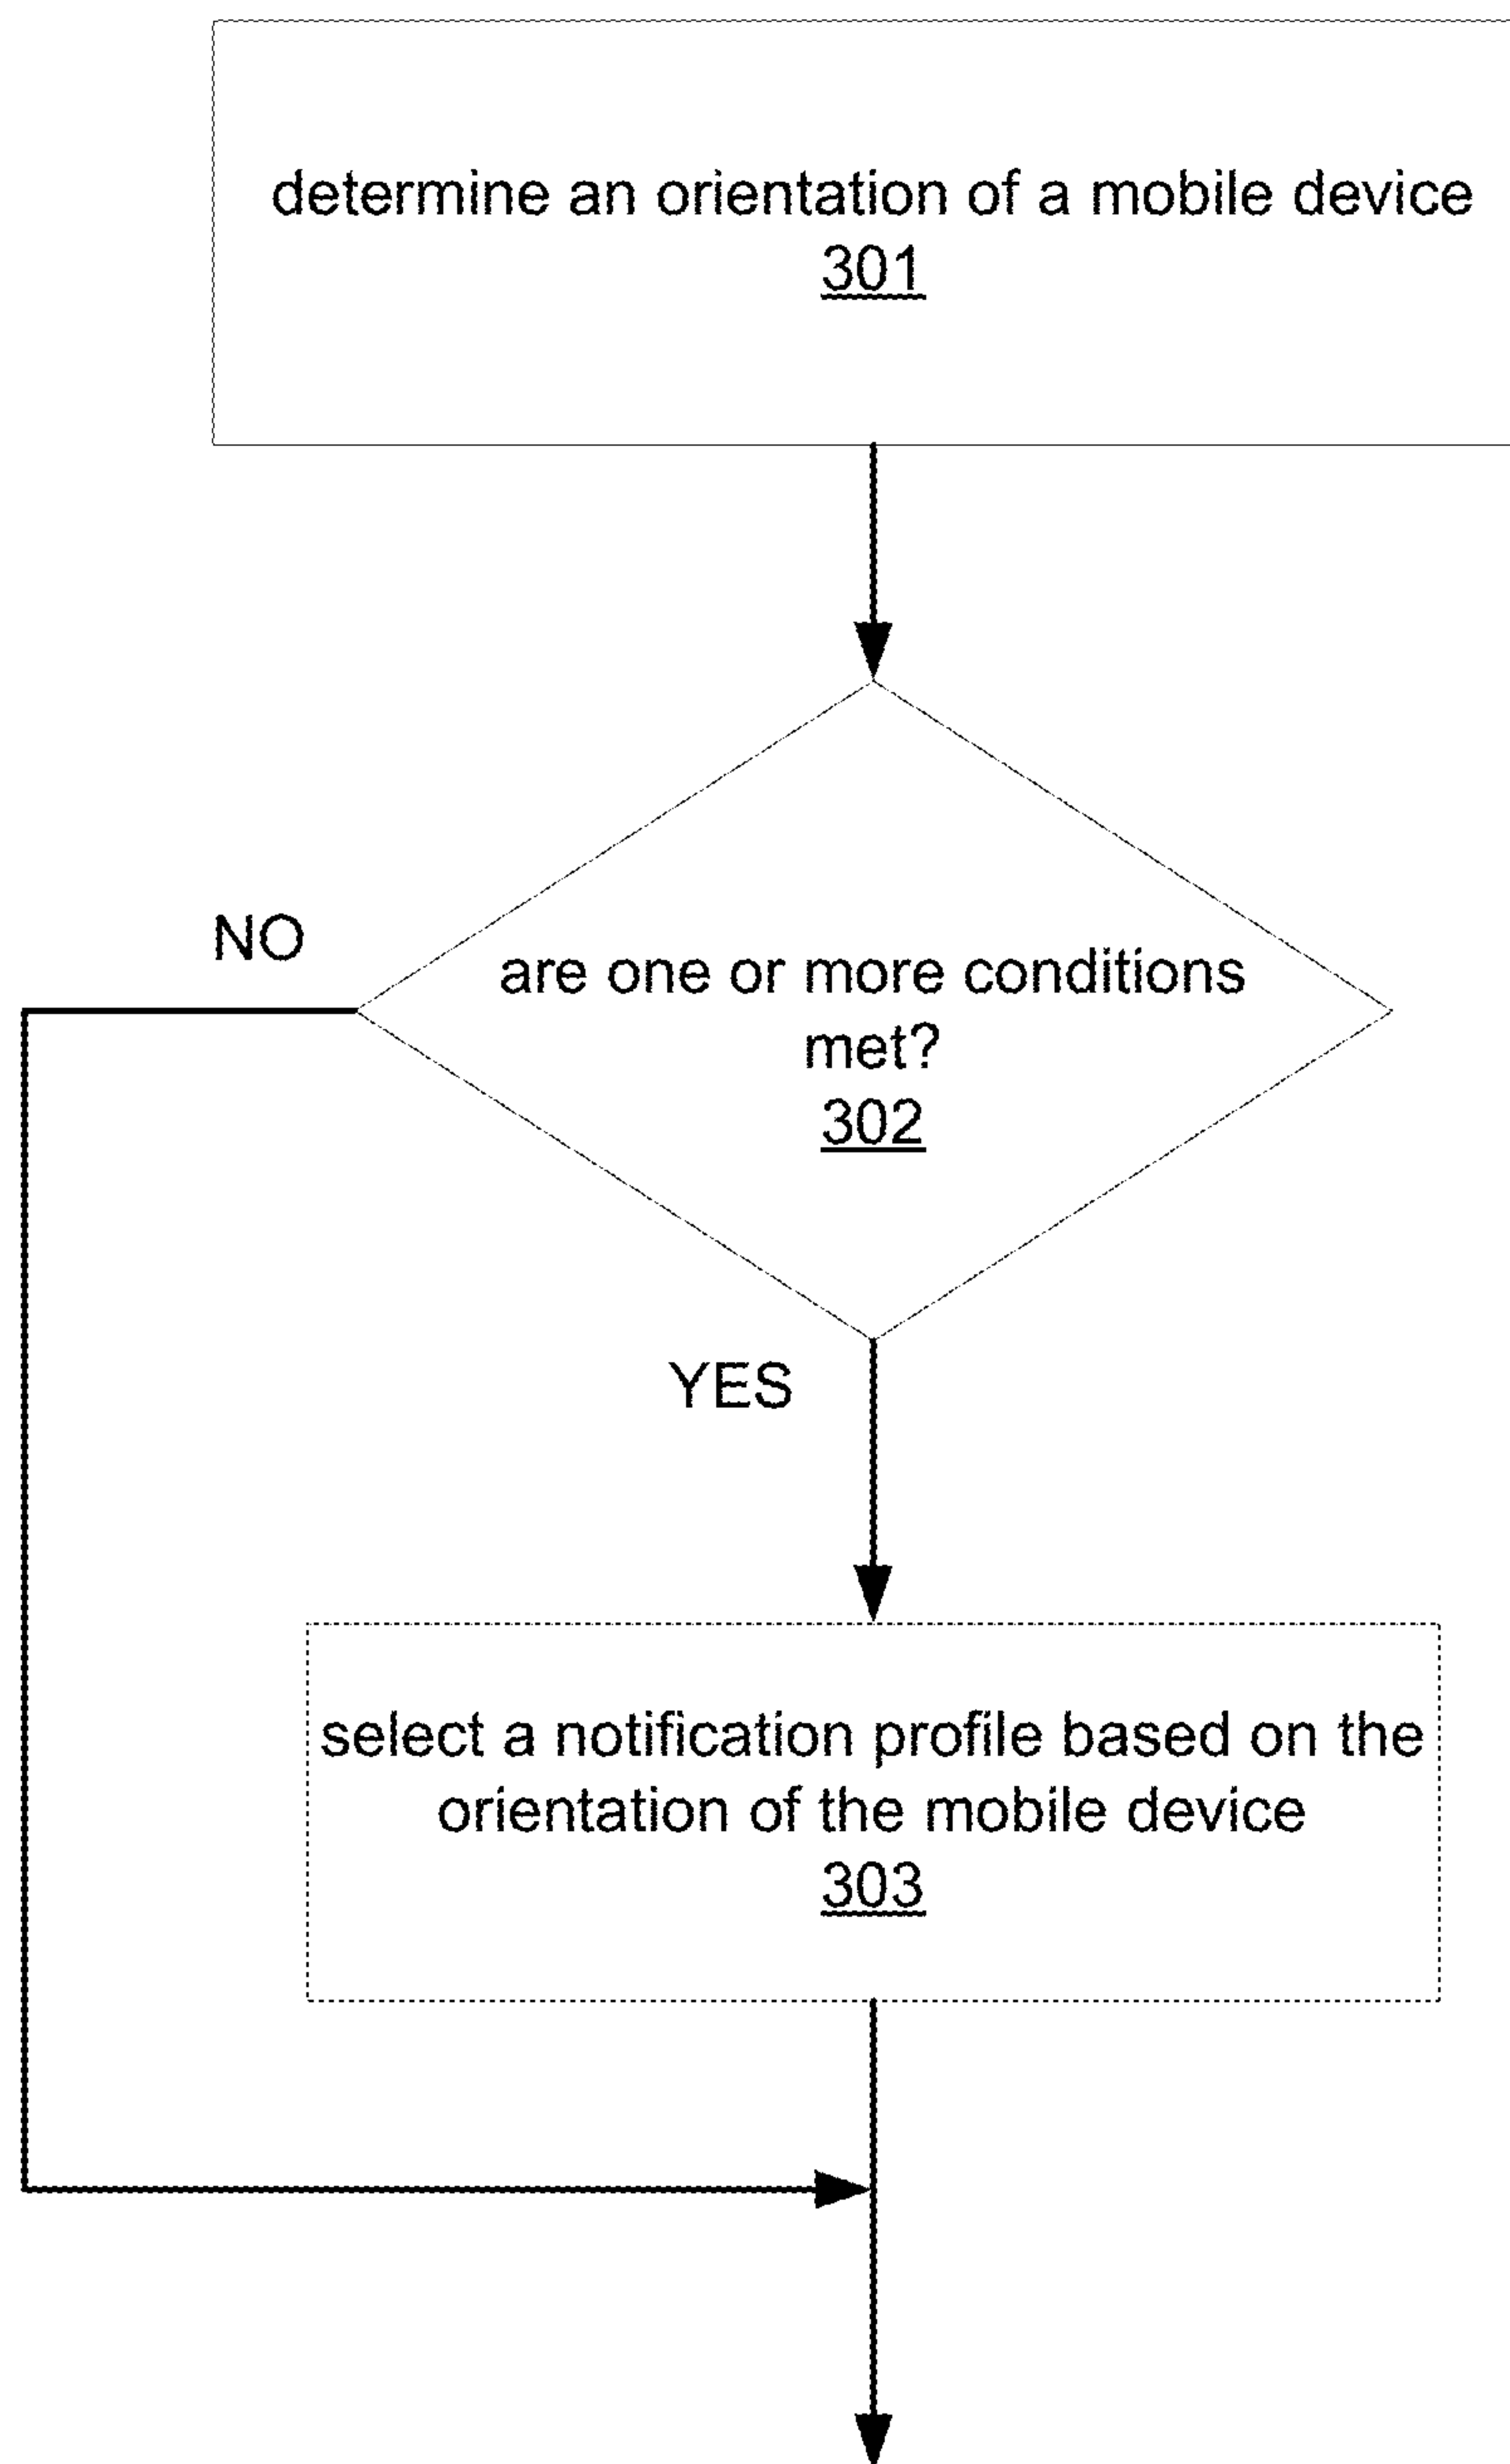 determine an orientation of a mobile device
301
NO
are one or more conditions
met?
302
YES
select a notification profile based on the
orientation of the mobile device
303